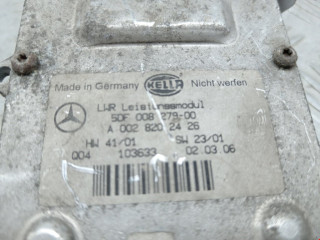 Made in Germany HELLA Nicht werfen
LWR Leistungsmodul
5DF 008 279-00
A 002 820 24 26
HW 41/01 SW 23/01
004 103633 02.03.06